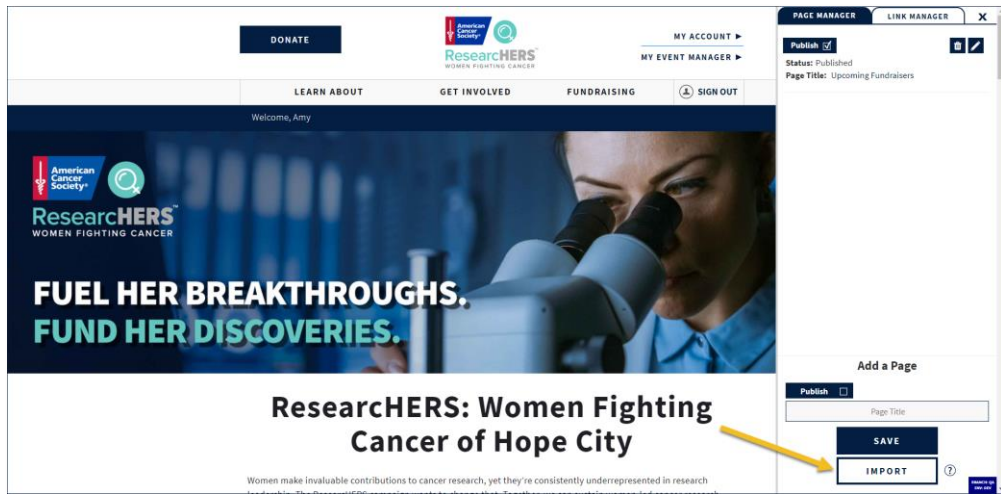 DONATE
American
Cancer
Society®
ResearcHERS™
WOMEN FIGHTING CANCER
MY ACCOUNT ▶
MY EVENT MANAGER ▶
LEARN ABOUT GET INVOLVED FUNDRAISING SIGN OUT
Welcome, Amy
American
Cancer
Society®
ResearcHERS™
WOMEN FIGHTING CANCER
FUEL HER BREAKTHROUGHS.
FUND HER DISCOVERIES.
ResearcHERS: Women Fighting
Cancer of Hope City
Women make invaluable contributions to cancer research, yet they're consistently underrepresented in research
PAGE MANAGER LINK MANAGER X
Publish
Status: Published
Page Title: Upcoming Fundraisers
Add a Page
Publish
Page Title
SAVE
IMPORT ?